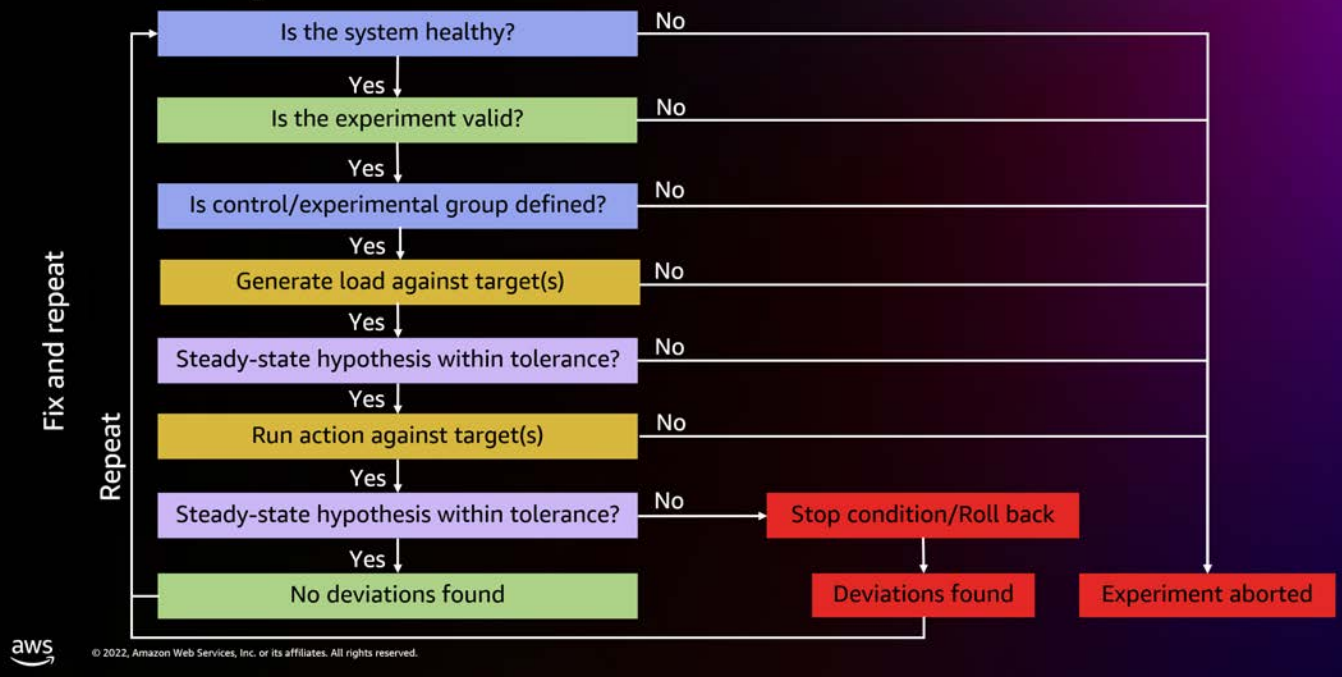 Is the system healthy?
No
Yes
Is the experiment valid?
No
Yes
Is control/experimental group defined?
No
Yes
Generate load against target(s)
No
Yes
Steady-state hypothesis within tolerance?
No
Yes
Run action against target(s)
No
Yes
Steady-state hypothesis within tolerance?
No
Stop condition/Roll back
Yes
No deviations found
Deviations found
Experiment aborted
Fix and repeat
Repeat
aws
© 2022, Amazon Web Services, Inc. or its affiliates. All rights reserved.